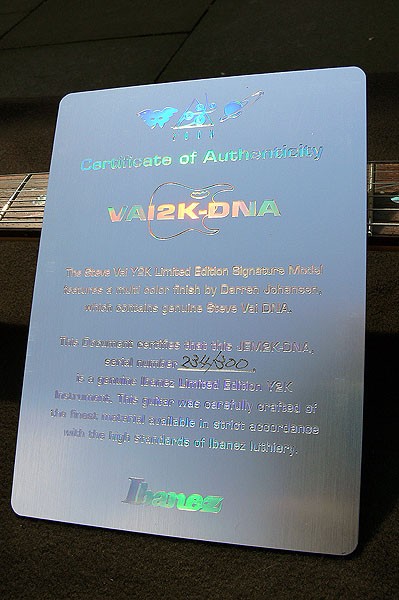 2000
Certificate of Authenticity
VAI2K-DNA
The Steve Vai Y2K Limited Edition Signature Model
features a multi color finish by Darren Johansen,
which contains genuine Steve Vai DNA.
This Document certifies that this JEM2K-DNA,
serial number 234/300,
is a genuine Ibanez Limited Edition Y2K
Instrument. This guitar was carefully crafted of
the finest material available in strict accordance
with the high standards of Ibanez luthiery.
Ibanez